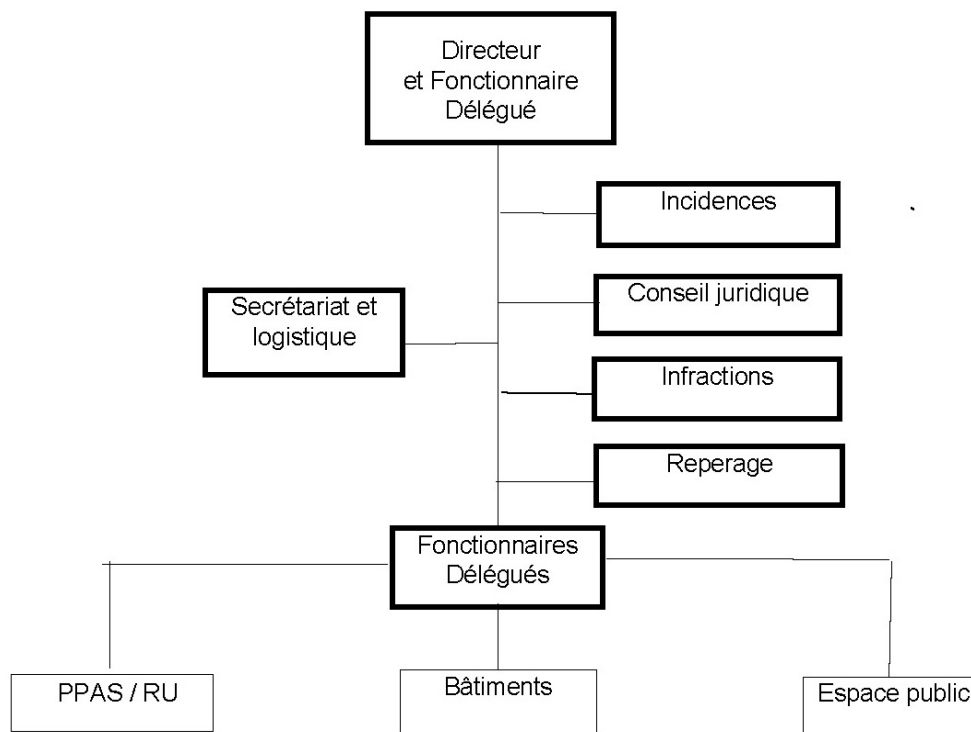 Directeur
et Fonctionnaire
Délégué
Incidences
Conseil juridique
Secrétariat et
logistique
Infractions
Reperage
Fonctionnaires
Délégués
PPAS / RU
Bâtiments
Espace public